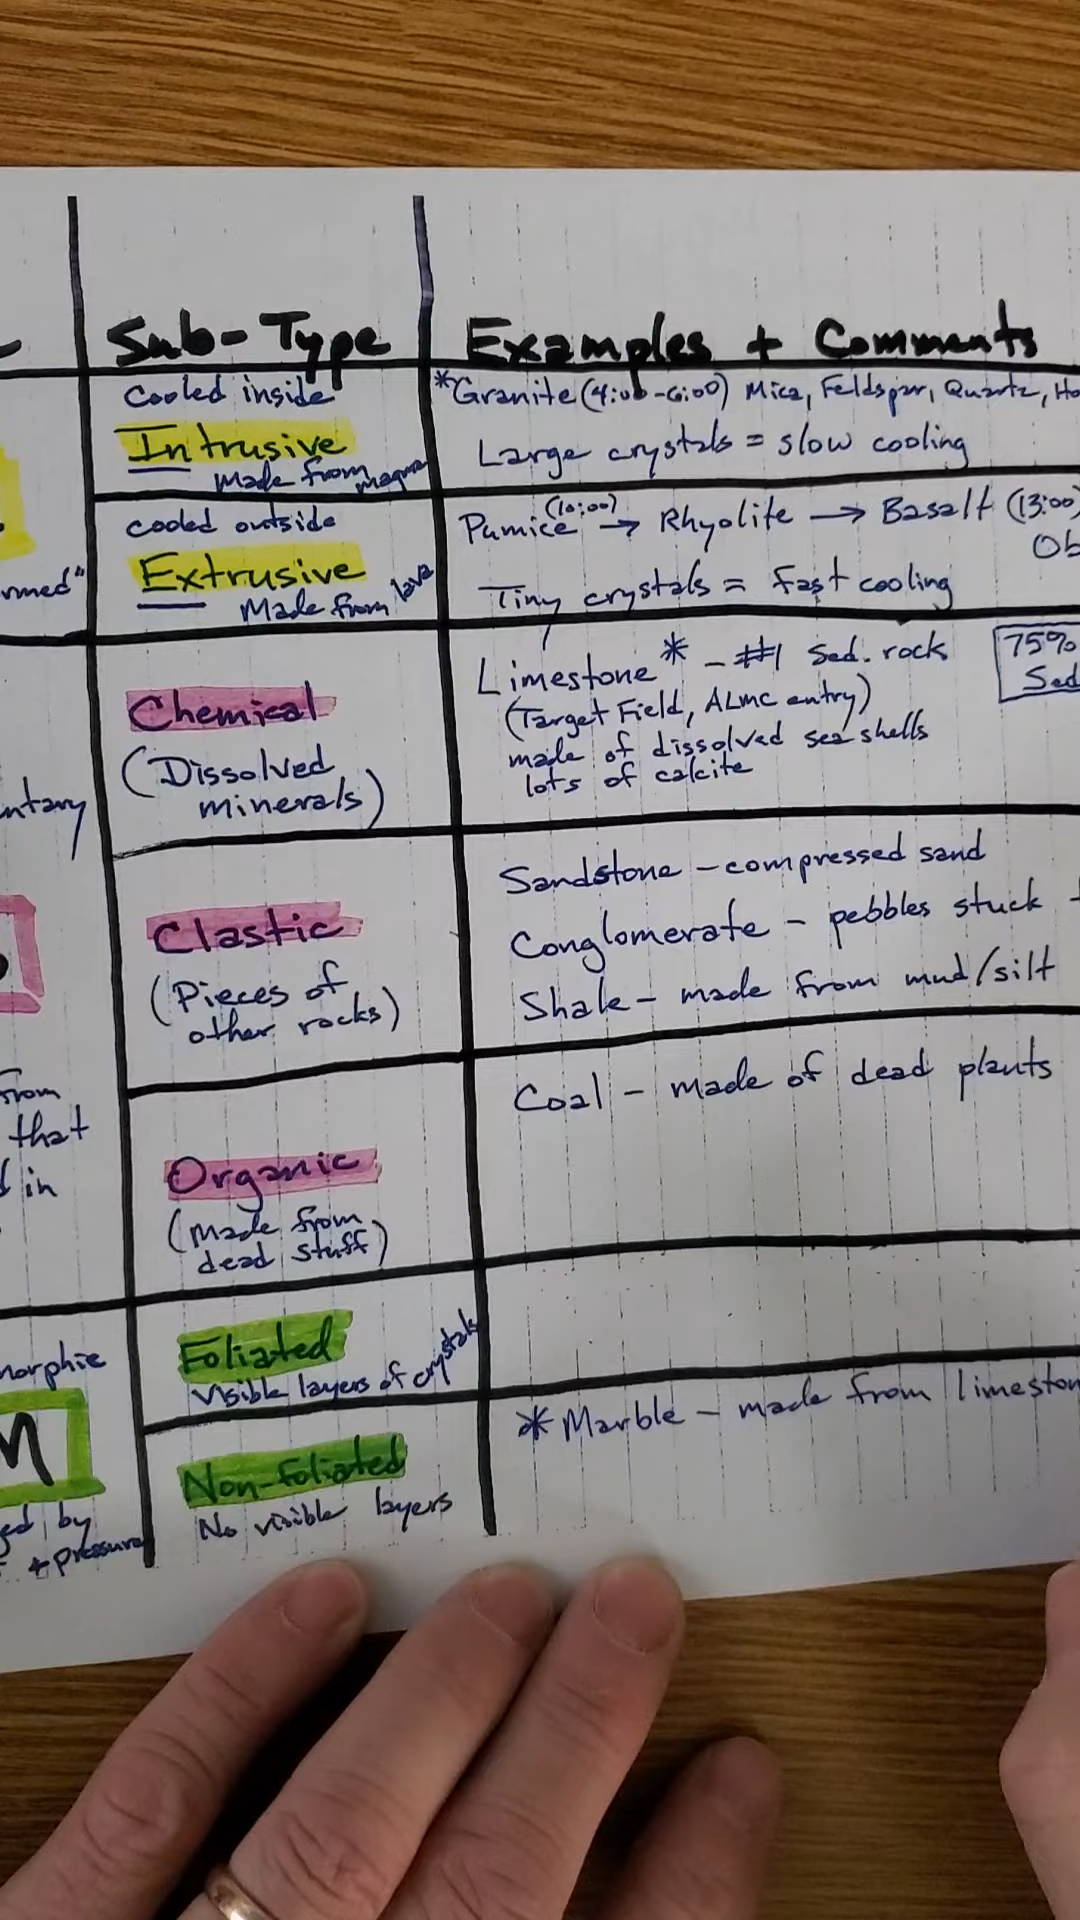 Sub-Type
Examples + Comments
cooled inside
Intrusive
made from magma
*Granite (4:00-6:00) Mica, Feldspar, Quartz, Ho
Large crystals = slow cooling
cooled outside
Extrusive
Made from lava
(10:00)
Pumice → Rhyolite → Basalt (13:00)
Ob
Tiny crystals = fast cooling
rmed"
Chemical
(Dissolved
minerals)
Limestone * - #1 Sed. rock
(Target Field, ALMC entry)
made of dissolved sea shells
lots of calcite
75%
Sed
ntary
Clastic
(Pieces of
other rocks)
Sandstone - compressed sand
Conglomerate - pebbles stuck
Shale - made from mud/silt
from
that
in
Organic
(made from
dead stuff)
Coal - made of dead plants
morphic
M
ged by
+ pressure
Foliated
Visible layers of crystals
Non-foliated
No visible layers
* Marble - made from limeston